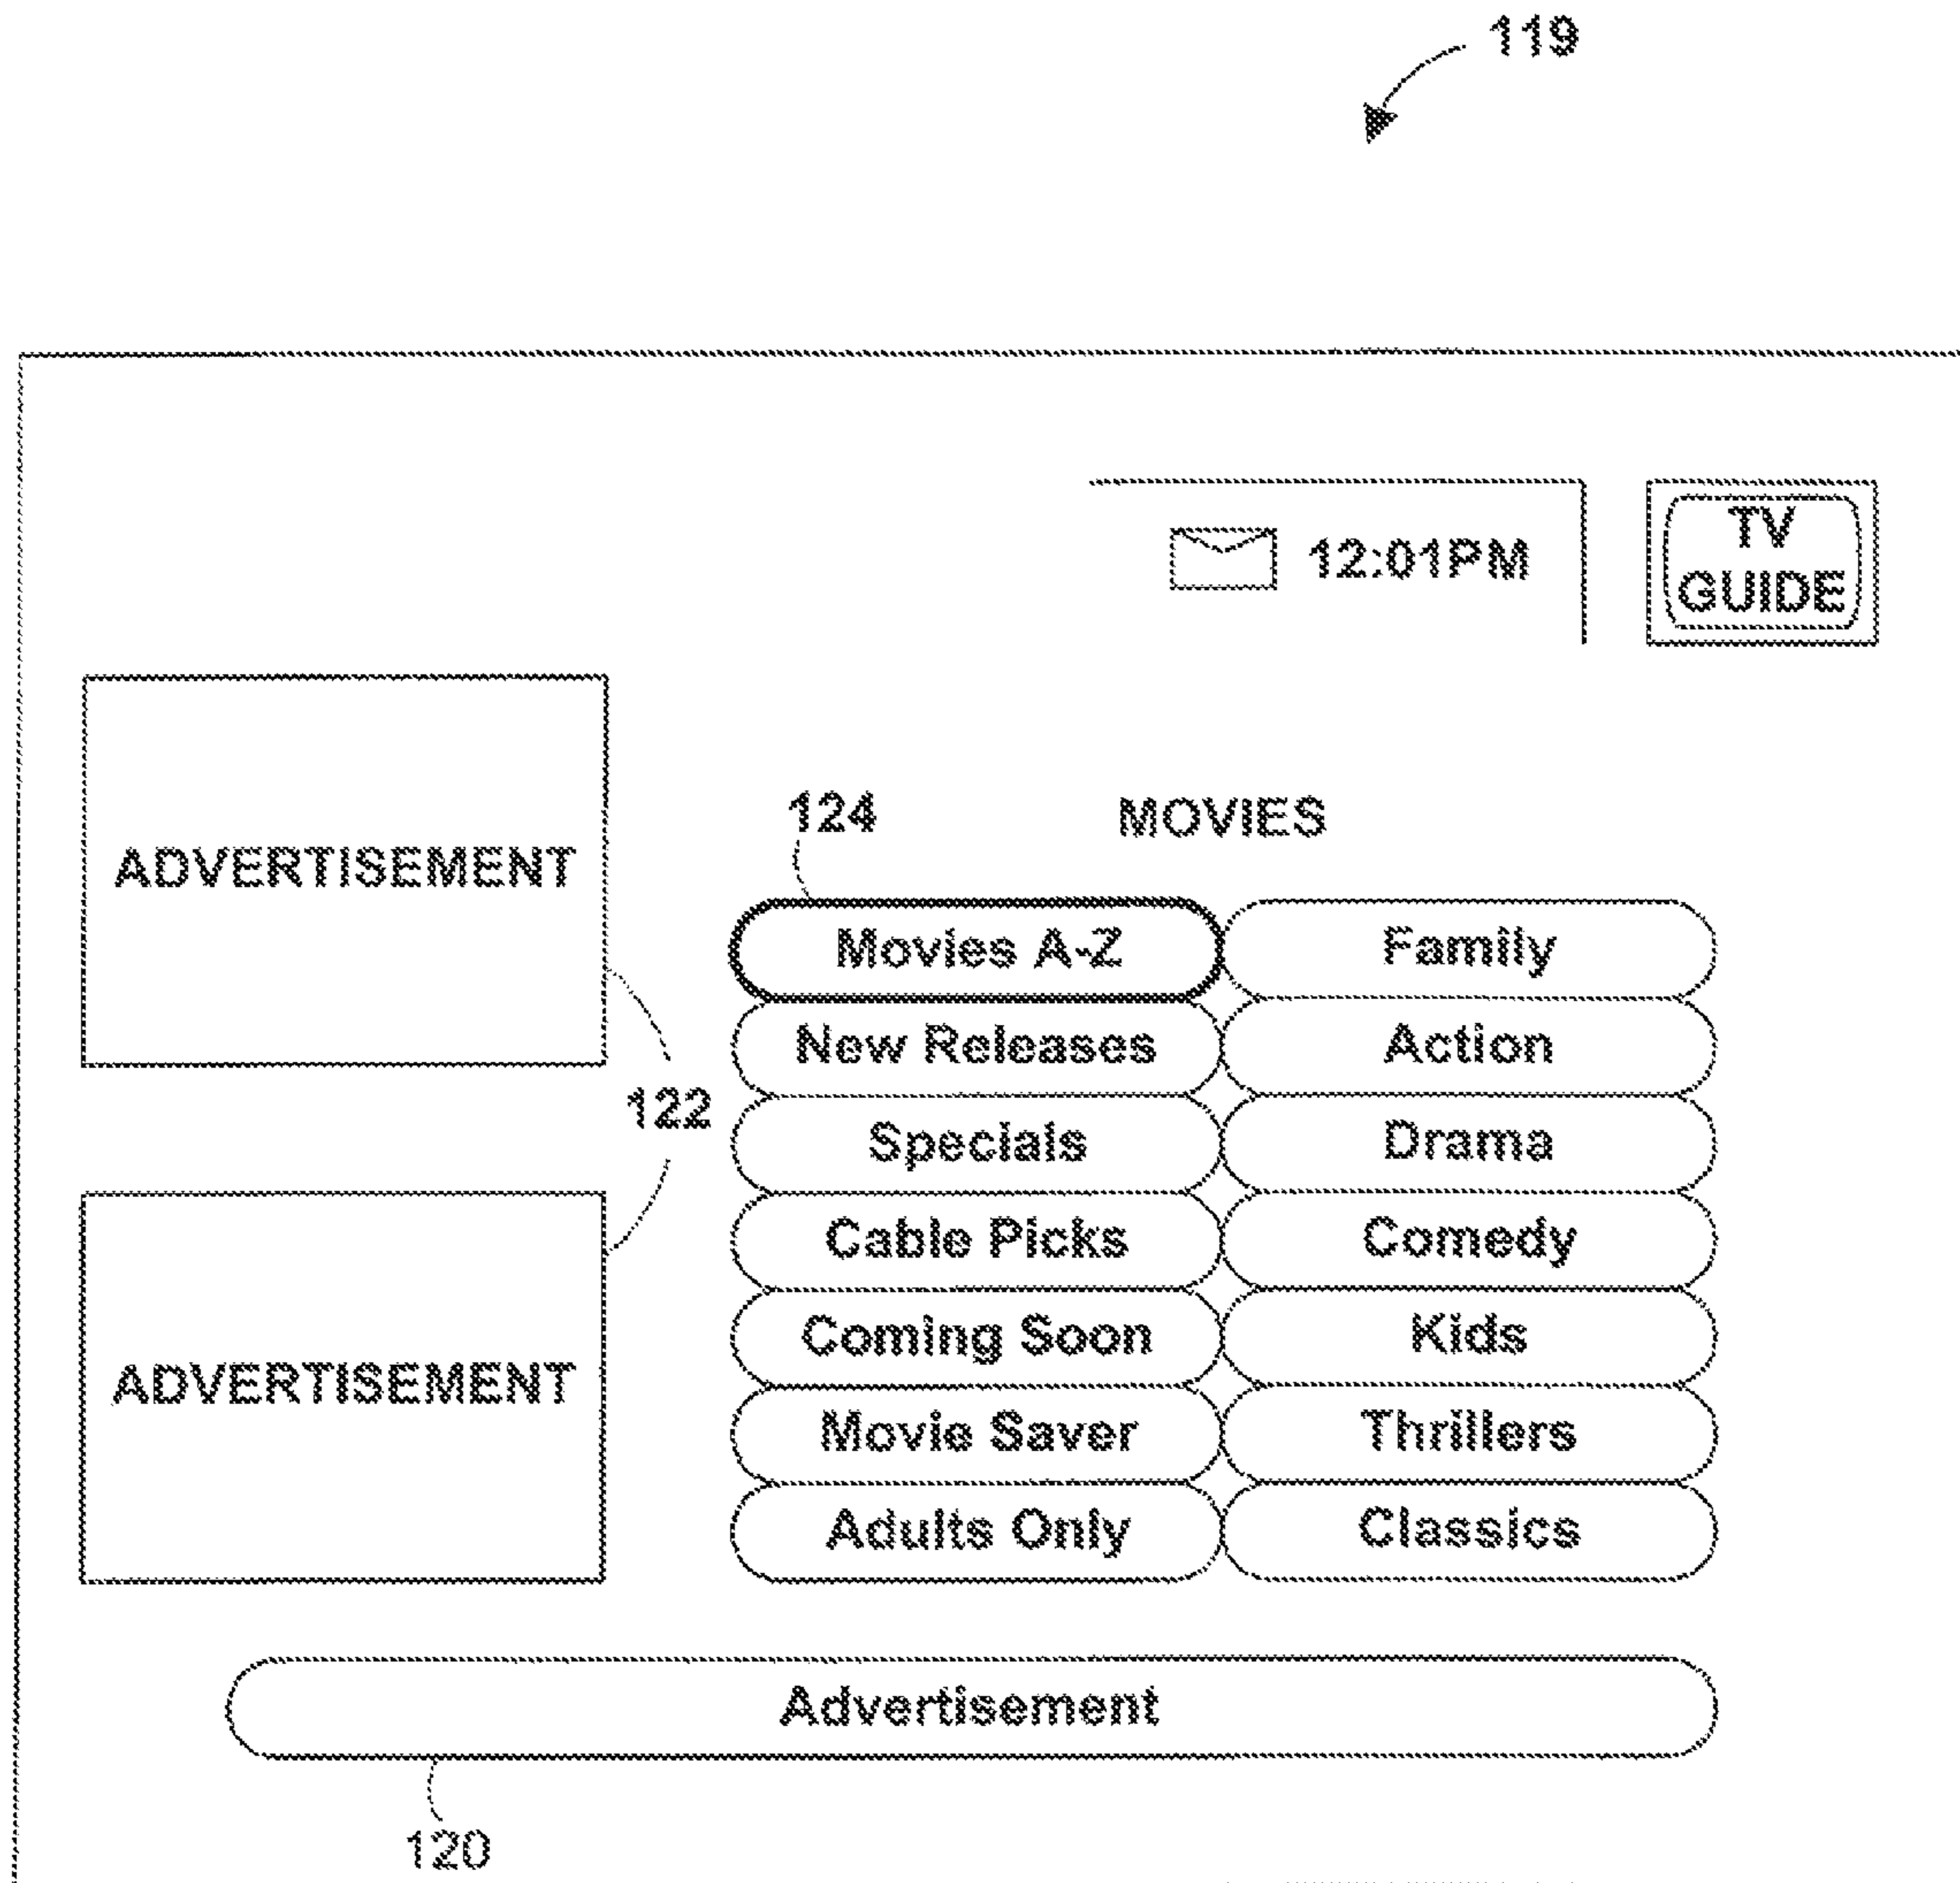 119
12:01PM
TV
GUIDE
ADVERTISEMENT
124
MOVIES
Movies A-Z
Family
New Releases
Action
122
Specials
Drama
Cable Picks
Comedy
ADVERTISEMENT
Coming Soon
Kids
Movie Saver
Thrillers
Adults Only
Classics
Advertisement
120